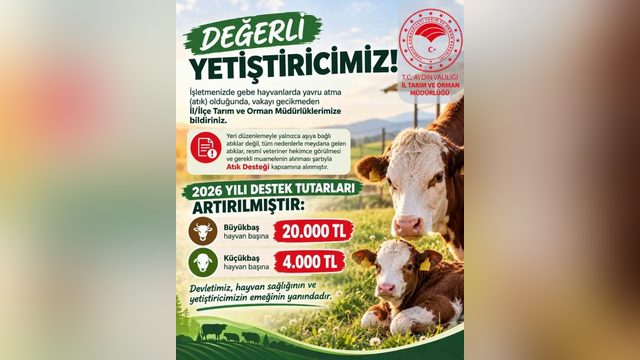 DEĞERLİ
YETİŞTİRİCİMİZ!
T.C. AYDIN VALİLİĞİ
İL TARIM VE ORMAN
MÜDÜRLÜĞÜ
İşletmenizde gebe hayvanlarda yavru atma
(atık) olduğunda, vakayı gecikmeden
İl/İlçe Tarım ve Orman Müdürlüklerimize
bildiriniz.
Yeni düzenlemeyle yalnızca aşıya bağlı
atıklar değil, tüm nedenlerle meydana gelen
atıklar, resmî veteriner hekimce görülmesi
ve gerekli muamelenin alınması şartıyla
Atık Desteği kapsamına alınmıştır.
2026 YILI DESTEK TUTARLARI
ARTIRILMIŞTIR:
Büyükbaş
hayvan başına
20.000 TL
Küçükbaş
hayvan başına
4.000 TL
Devletimiz, hayvan sağlığının ve
yetiştiricimizin emeğinin yanındadır.